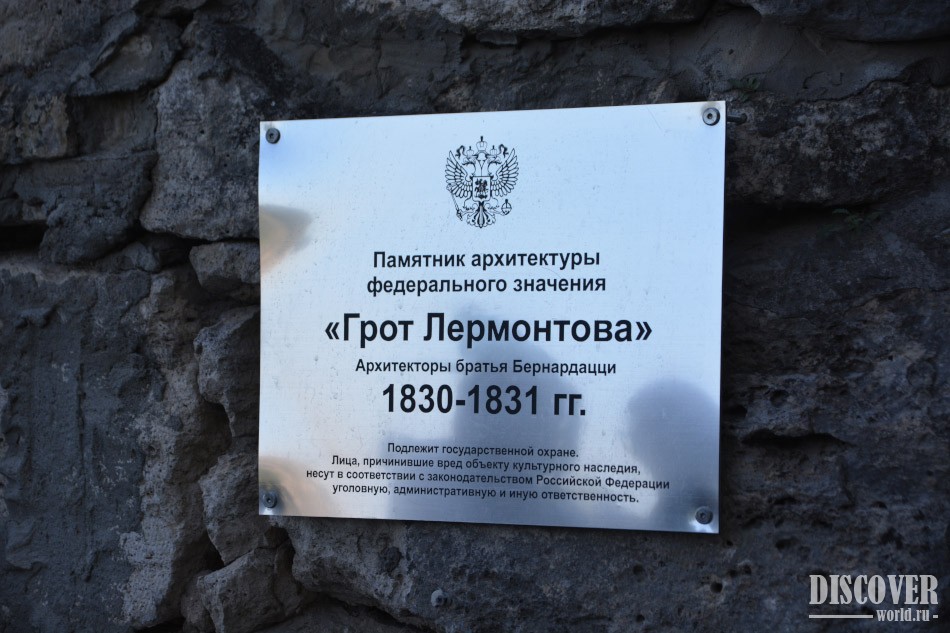 Памятник архитектуры
федерального значения
«Грот Лермонтова»
Архитекторы братья Бернардацци
1830-1831 гг.
Подлежит государственной охране.
Лица, причинившие вред объекту культурного наследия,
несут в соответствии с законодательством Российской Федерации
уголовную, административную и иную ответственность.
DISCOVER
world.ru